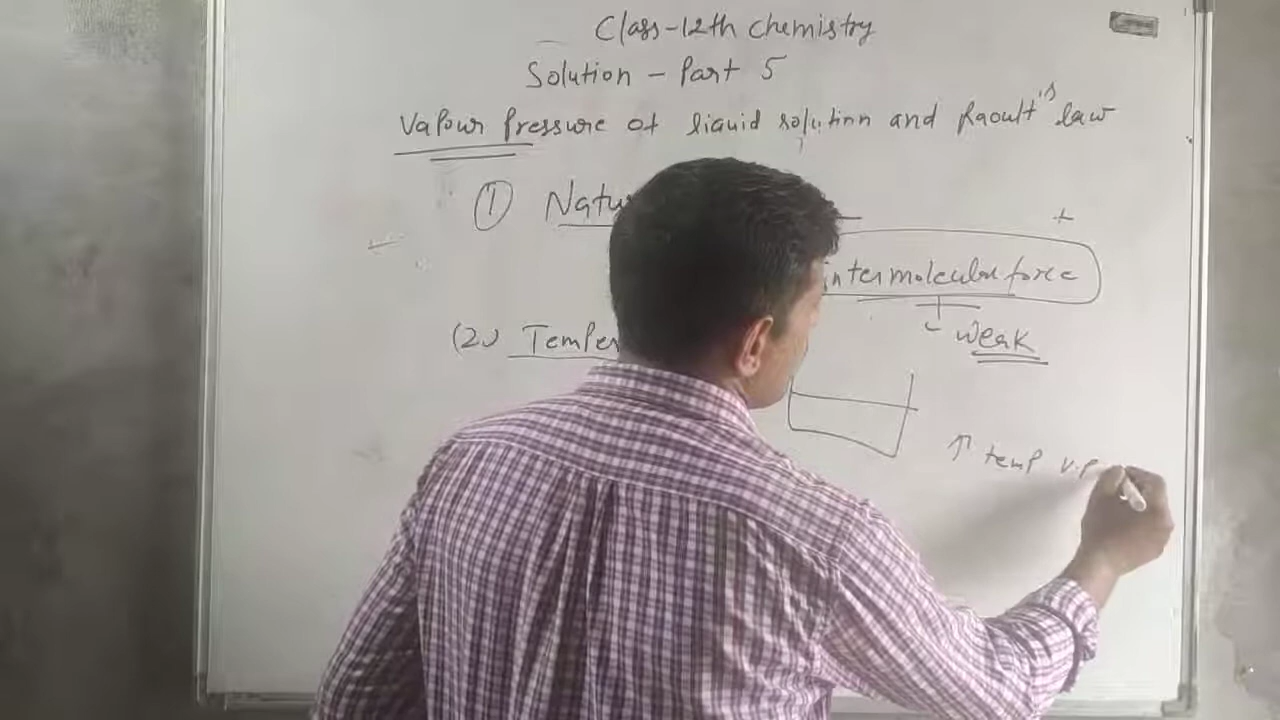 Class-12th chemistry
Solution - Part 5
Vapour Pressure of liquid solution and Raoult's law
① Natu
- +
intermolecular force
weak
(2) Temper
↑ temp v.p